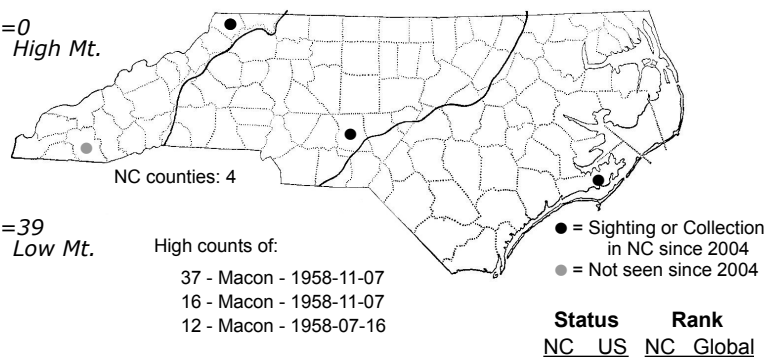 =0
High Mt.
NC counties: 4
=39
Low Mt.
High counts of:
37 - Macon - 1958-11-07
16 - Macon - 1958-11-07
12 - Macon - 1958-07-16
● = Sighting or Collection
in NC since 2004
● = Not seen since 2004
Status Rank
NC US NC Global